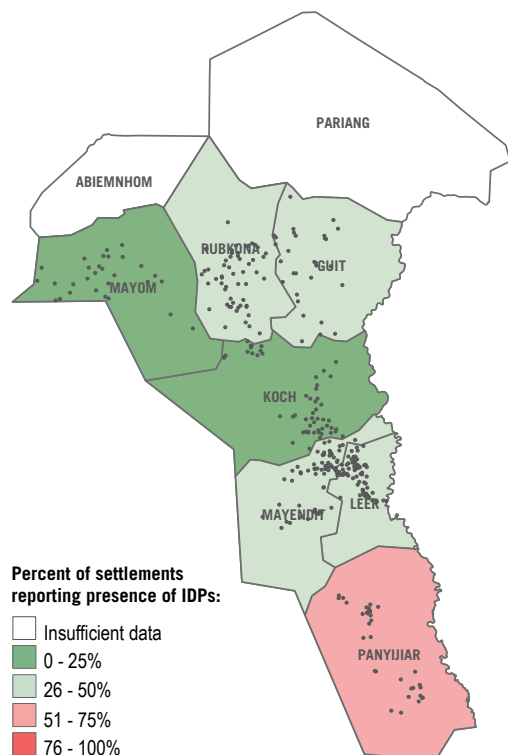 PARIANG
ABIEMNHOM
RUBKONA
GUIT
MAYOM
KOCH
MAYENDIT
LEER
PANYIJIAR
Percent of settlements
reporting presence of IDPs:
Insufficient data
0 - 25%
26 - 50%
51 - 75%
76 - 100%